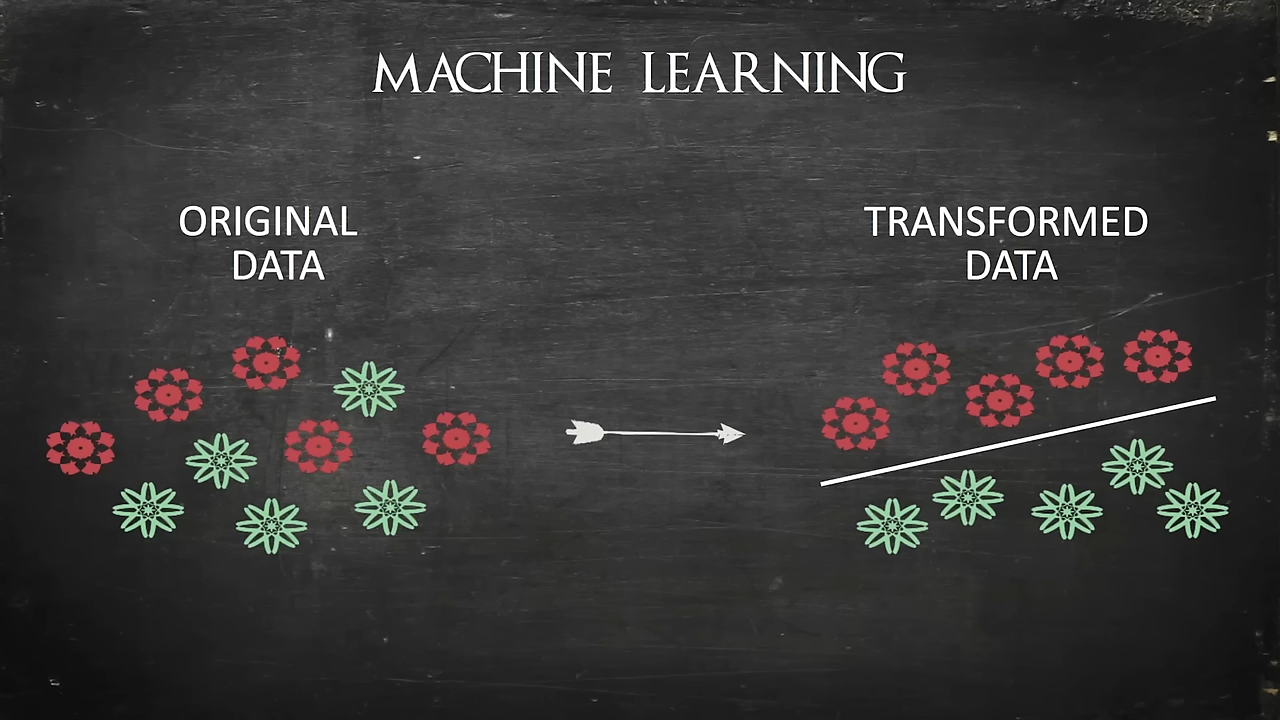 MACHINE LEARNING
ORIGINAL
DATA
TRANSFORMED
DATA